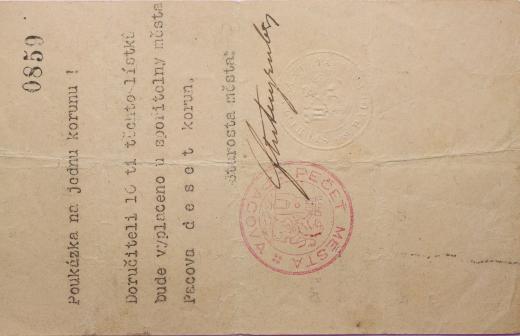 0859
Poukázka na jednu korunu !
Doručiteli 10 ti těchto lístků
bude vyplaceno u spořitelny města
Pacova deset korun,
Starosta města:
PEČEŤ MĚSTA PACOVA